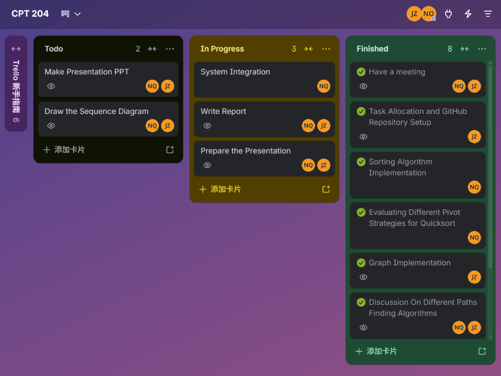 CPT 204
JZ NQ
Trello 新手指南 6
Todo 2
Make Presentation PPT
NQ JZ
Draw the Sequence Diagram
NQ JZ
添加卡片
In Progress 3
System Integration
NQ
Write Report
NQ JZ
Prepare the Presentation
NQ JZ
添加卡片
Finished 8
Have a meeting
NQ JZ
Task Allocation and GitHub
Repository Setup
JZ
Sorting Algorithm
Implementation
NQ
Evaluating Different Pivot
Strategies for Quicksort
NQ
Graph Implementation
JZ
Discussion On Different Paths
Finding Algorithms
NQ JZ
添加卡片